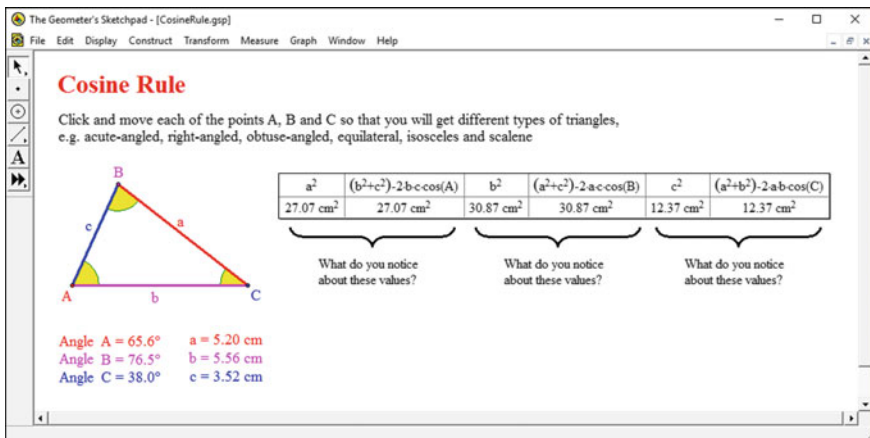 The Geometer's Sketchpad - [CosineRule.gsp]
File Edit Display Construct Transform Measure Graph Window Help
A
Cosine Rule
Click and move each of the points A, B and C so that you will get different types of triangles,
e.g. acute-angled, right-angled, obtuse-angled, equilateral, isosceles and scalene
B
c
a
A
b
C
a² (b²+c²)-2·b·c·cos(A) b² (a²+c²)-2·a·c·cos(B) c² (a²+b²)-2·a·b·cos(C)
27.07 cm² 27.07 cm² 30.87 cm² 30.87 cm² 12.37 cm² 12.37 cm²
What do you notice
about these values?
What do you notice
about these values?
What do you notice
about these values?
Angle A = 65.6° a = 5.20 cm
Angle B = 76.5° b = 5.56 cm
Angle C = 38.0° c = 3.52 cm